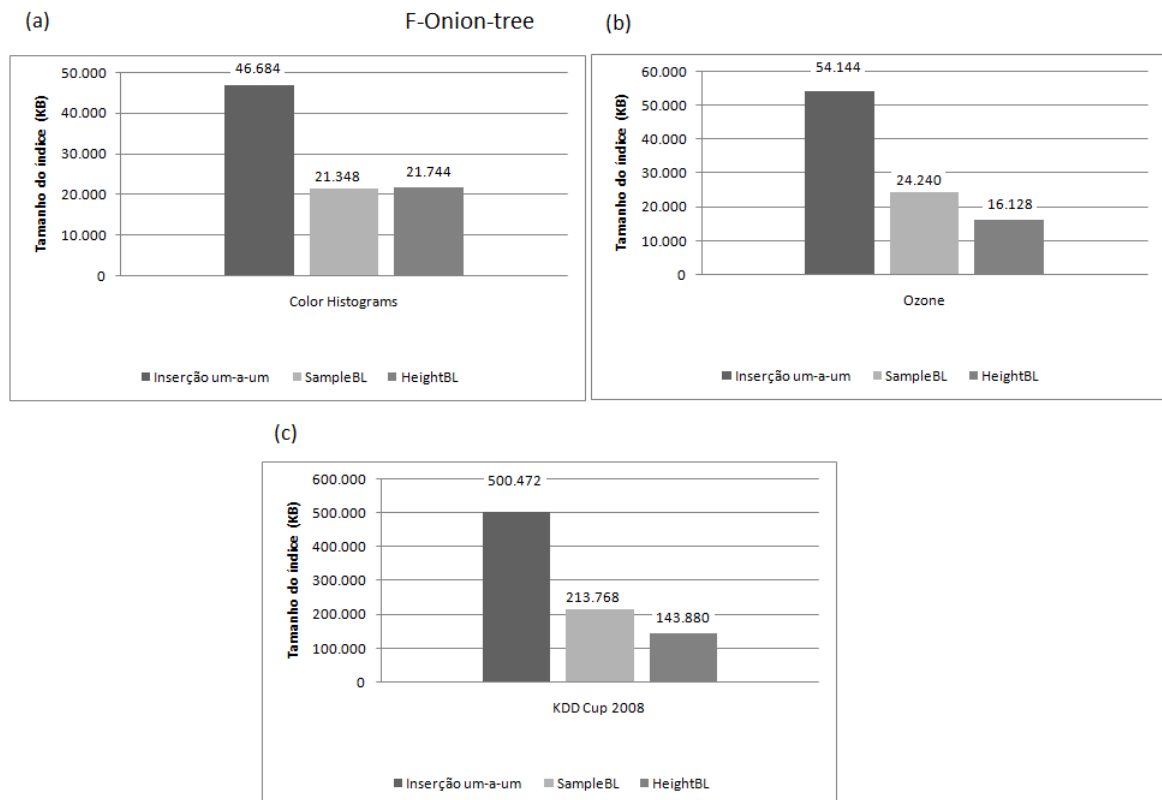 (a)
F-Onion-tree
(b)
Tamanho do índice (KB)
50.000
40.000
30.000
20.000
10.000
0
46.684
21.348
21.744
Color Histograms
Inserção um-a-um SampleBL HeightBL
Tamanho do índice (KB)
60.000
50.000
40.000
30.000
20.000
10.000
0
54.144
24.240
16.128
Ozone
Inserção um-a-um SampleBL HeightBL
(c)
Tamanho do índice (KB)
600.000
500.000
400.000
300.000
200.000
100.000
0
500.472
213.768
143.880
KDD Cup 2008
Inserção um-a-um SampleBL HeightBL